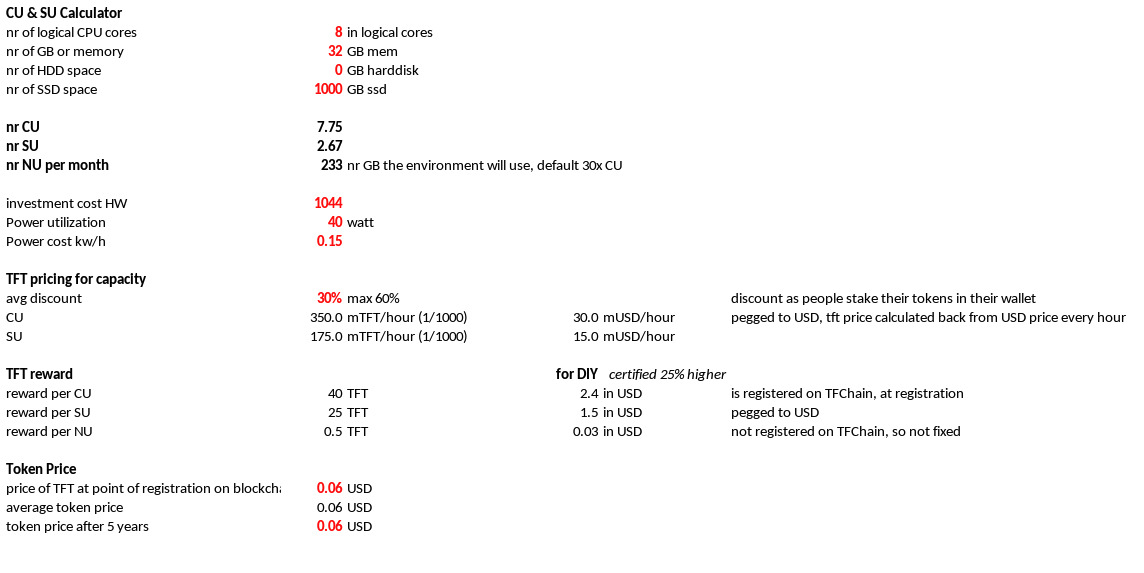 CU & SU Calculator
nr of logical CPU cores 8 in logical cores
nr of GB or memory 32 GB mem
nr of HDD space 0 GB harddisk
nr of SSD space 1000 GB ssd
nr CU 7.75
nr SU 2.67
nr NU per month 233 nr GB the environment will use, default 30x CU
investment cost HW 1044
Power utilization 40 watt
Power cost kw/h 0.15
TFT pricing for capacity
avg discount 30% max 60% discount as people stake their tokens in their wallet
CU 350.0 mTFT/hour (1/1000) 30.0 mUSD/hour pegged to USD, tft price calculated back from USD price every hour
SU 175.0 mTFT/hour (1/1000) 15.0 mUSD/hour
TFT reward for DIY certified 25% higher
reward per CU 40 TFT 2.4 in USD is registered on TFChain, at registration
reward per SU 25 TFT 1.5 in USD pegged to USD
reward per NU 0.5 TFT 0.03 in USD not registered on TFChain, so not fixed
Token Price
price of TFT at point of registration on blockcha 0.06 USD
average token price 0.06 USD
token price after 5 years 0.06 USD